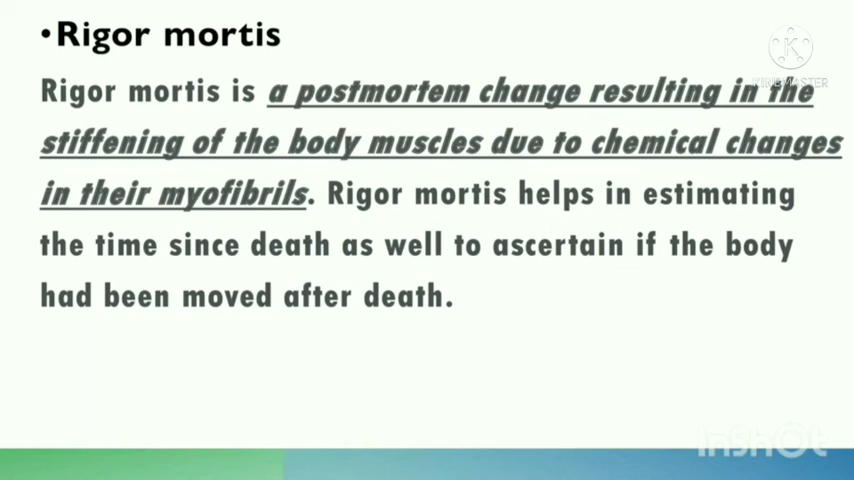 •Rigor mortis
KINEMASTER
Rigor mortis is a postmortem change resulting in the
stiffening of the body muscles due to chemical changes
in their myofibrils. Rigor mortis helps in estimating
the time since death as well to ascertain if the body
had been moved after death.
InShOt